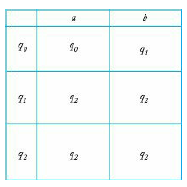 a b
q₀ q₀ q₁
q₁ q₂ q₂
q₂ q₂ q₂